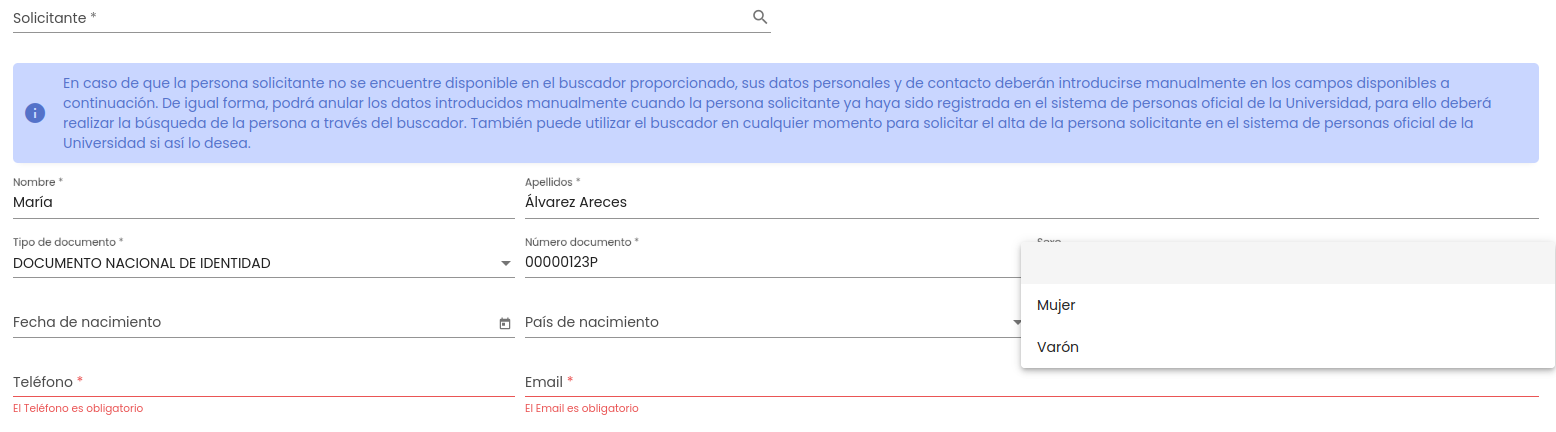 Solicitante *
En caso de que la persona solicitante no se encuentre disponible en el buscador proporcionado, sus datos personales y de contacto deberán introducirse manualmente en los campos disponibles a
continuación. De igual forma, podrá anular los datos introducidos manualmente cuando la persona solicitante ya haya sido registrada en el sistema de personas oficial de la Universidad, para ello deberá
realizar la búsqueda de la persona a través del buscador. También puede utilizar el buscador en cualquier momento para solicitar el alta de la persona solicitante en el sistema de personas oficial de la
Universidad si así lo desea.
Nombre * Apellidos *
María Álvarez Areces
Tipo de documento * Número documento * Sexo
DOCUMENTO NACIONAL DE IDENTIDAD 00000123P
Mujer
Fecha de nacimiento País de nacimiento
Varón
Teléfono * Email *
El Teléfono es obligatorio El Email es obligatorio